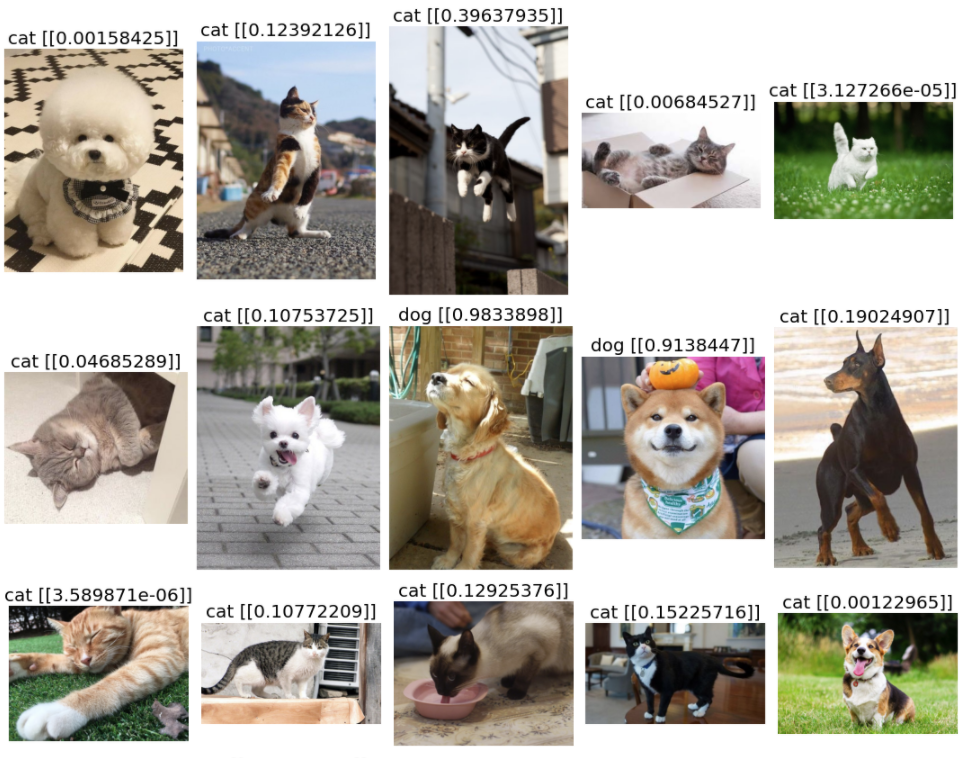 cat [[0.00158425]]
cat [[0.12392126]]
cat [[0.39637935]]
cat [[0.00684527]]
cat [[3.127266e-05]]
cat [[0.04685289]]
cat [[0.10753725]]
dog [[0.9833898]]
dog [[0.9138447]]
cat [[0.19024907]]
cat [[3.589871e-06]]
cat [[0.10772209]]
cat [[0.12925376]]
cat [[0.15225716]]
cat [[0.00122965]]